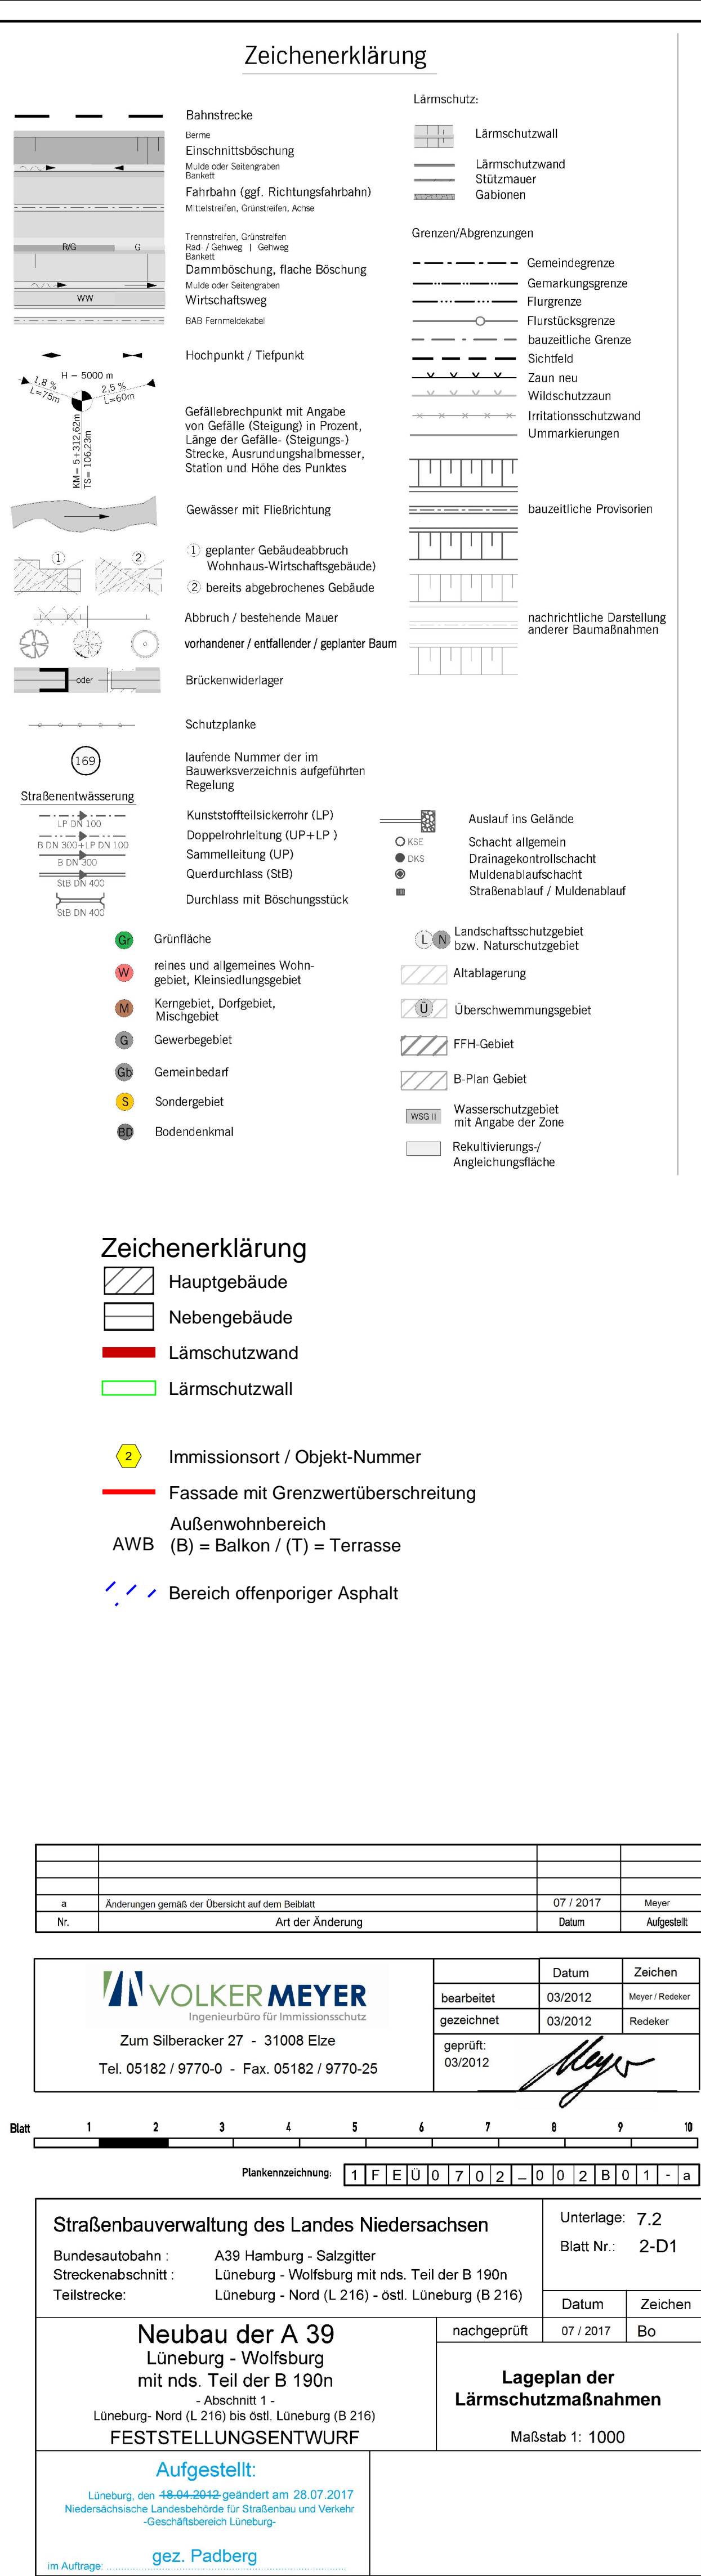 Zeichenerklärung
Bahnstrecke
Berme
Einschnittsböschung
Mulde oder Seitengraben
Bankett
Fahrbahn (ggf. Richtungsfahrbahn)
Mittelstreifen, Grünstreifen, Achse
Trennstreifen, Grünstreifen
R/G G Rad- / Gehweg | Gehweg
Bankett
Dammböschung, flache Böschung
Mulde oder Seitengraben
WW Wirtschaftsweg
BAB Fernmeldekabel
Hochpunkt / Tiefpunkt
H = 5000 m
1,8 % 2,5 %
L=75m L=60m
KM= 5+312,62m
TS= 106,23m
Gefällebrechpunkt mit Angabe
von Gefälle (Steigung) in Prozent,
Länge der Gefälle- (Steigungs-)
Strecke, Ausrundungshalbmesser,
Station und Höhe des Punktes
Gewässer mit Fließrichtung
1 2
1 geplanter Gebäudeabbruch
Wohnhaus-Wirtschaftsgebäude)
2 bereits abgebrochenes Gebäude
Abbruch / bestehende Mauer
vorhandener / entfallender / geplanter Baum
oder Brückenwiderlager
Schutzplanke
169
laufende Nummer der im
Bauwerksverzeichnis aufgeführten
Regelung
Lärmschutz:
Lärmschutzwall
Lärmschutzwand
Stützmauer
Gabionen
Grenzen/Abgrenzungen
Gemeindegrenze
Gemarkungsgrenze
Flurgrenze
Flurstücksgrenze
bauzeitliche Grenze
Sichtfeld
Zaun neu
Wildschutzzaun
Irritationsschutzwand
Ummarkierungen
bauzeitliche Provisorien
nachrichtliche Darstellung
anderer Baumaßnahmen
Straßenentwässerung
LP DN 100 Kunststoffteilsickerrohr (LP)
B DN 300+LP DN 100 Doppelrohrleitung (UP+LP )
B DN 300 Sammelleitung (UP)
StB DN 400 Querdurchlass (StB)
StB DN 400 Durchlass mit Böschungsstück
Auslauf ins Gelände
KSE Schacht allgemein
DKS Drainagekontrollschacht
Muldenablaufschacht
Straßenablauf / Muldenablauf
Gr Grünfläche
W reines und allgemeines Wohn-
gebiet, Kleinsiedlungsgebiet
M Kerngebiet, Dorfgebiet,
Mischgebiet
G Gewerbegebiet
Gb Gemeinbedarf
S Sondergebiet
BD Bodendenkmal
L N Landschaftsschutzgebiet
bzw. Naturschutzgebiet
Altablagerung
Ü Überschwemmungsgebiet
FFH-Gebiet
B-Plan Gebiet
WSG II Wasserschutzgebiet
mit Angabe der Zone
Rekultivierungs-/
Angleichungsfläche
Zeichenerklärung
Hauptgebäude
Nebengebäude
Lämschutzwand
Lärmschutzwall
2 Immissionsort / Objekt-Nummer
Fassade mit Grenzwertüberschreitung
Außenwohnbereich
AWB (B) = Balkon / (T) = Terrasse
Bereich offenporiger Asphalt
a Änderungen gemäß der Übersicht auf dem Beiblatt 07 / 2017 Meyer
Nr. Art der Änderung Datum Aufgestellt
VOLKER MEYER
Ingenieurbüro für Immissionsschutz
Zum Silberacker 27 - 31008 Elze
Tel. 05182 / 9770-0 - Fax. 05182 / 9770-25
Datum Zeichen
bearbeitet 03/2012 Meyer / Redeker
gezeichnet 03/2012 Redeker
geprüft:
03/2012 Meyer
Blatt 1 2 3 4 5 6 7 8 9 10
Plankennzeichnung: 1 F E Ü 0 7 0 2 _ 0 0 2 B 0 1 - a
Straßenbauverwaltung des Landes Niedersachsen
Bundesautobahn : A39 Hamburg - Salzgitter
Streckenabschnitt : Lüneburg - Wolfsburg mit nds. Teil der B 190n
Teilstrecke: Lüneburg - Nord (L 216) - östl. Lüneburg (B 216)
Unterlage: 7.2
Blatt Nr.: 2-D1
Datum Zeichen
nachgeprüft 07 / 2017 Bo
Neubau der A 39
Lüneburg - Wolfsburg
mit nds. Teil der B 190n
- Abschnitt 1 -
Lüneburg- Nord (L 216) bis östl. Lüneburg (B 216)
FESTSTELLUNGSENTWURF
Lageplan der
Lärmschutzmaßnahmen
Maßstab 1: 1000
Aufgestellt:
Lüneburg, den 18.04.2012 geändert am 28.07.2017
Niedersächsische Landesbehörde für Straßenbau und Verkehr
-Geschäftsbereich Lüneburg-
im Auftrage: gez. Padberg